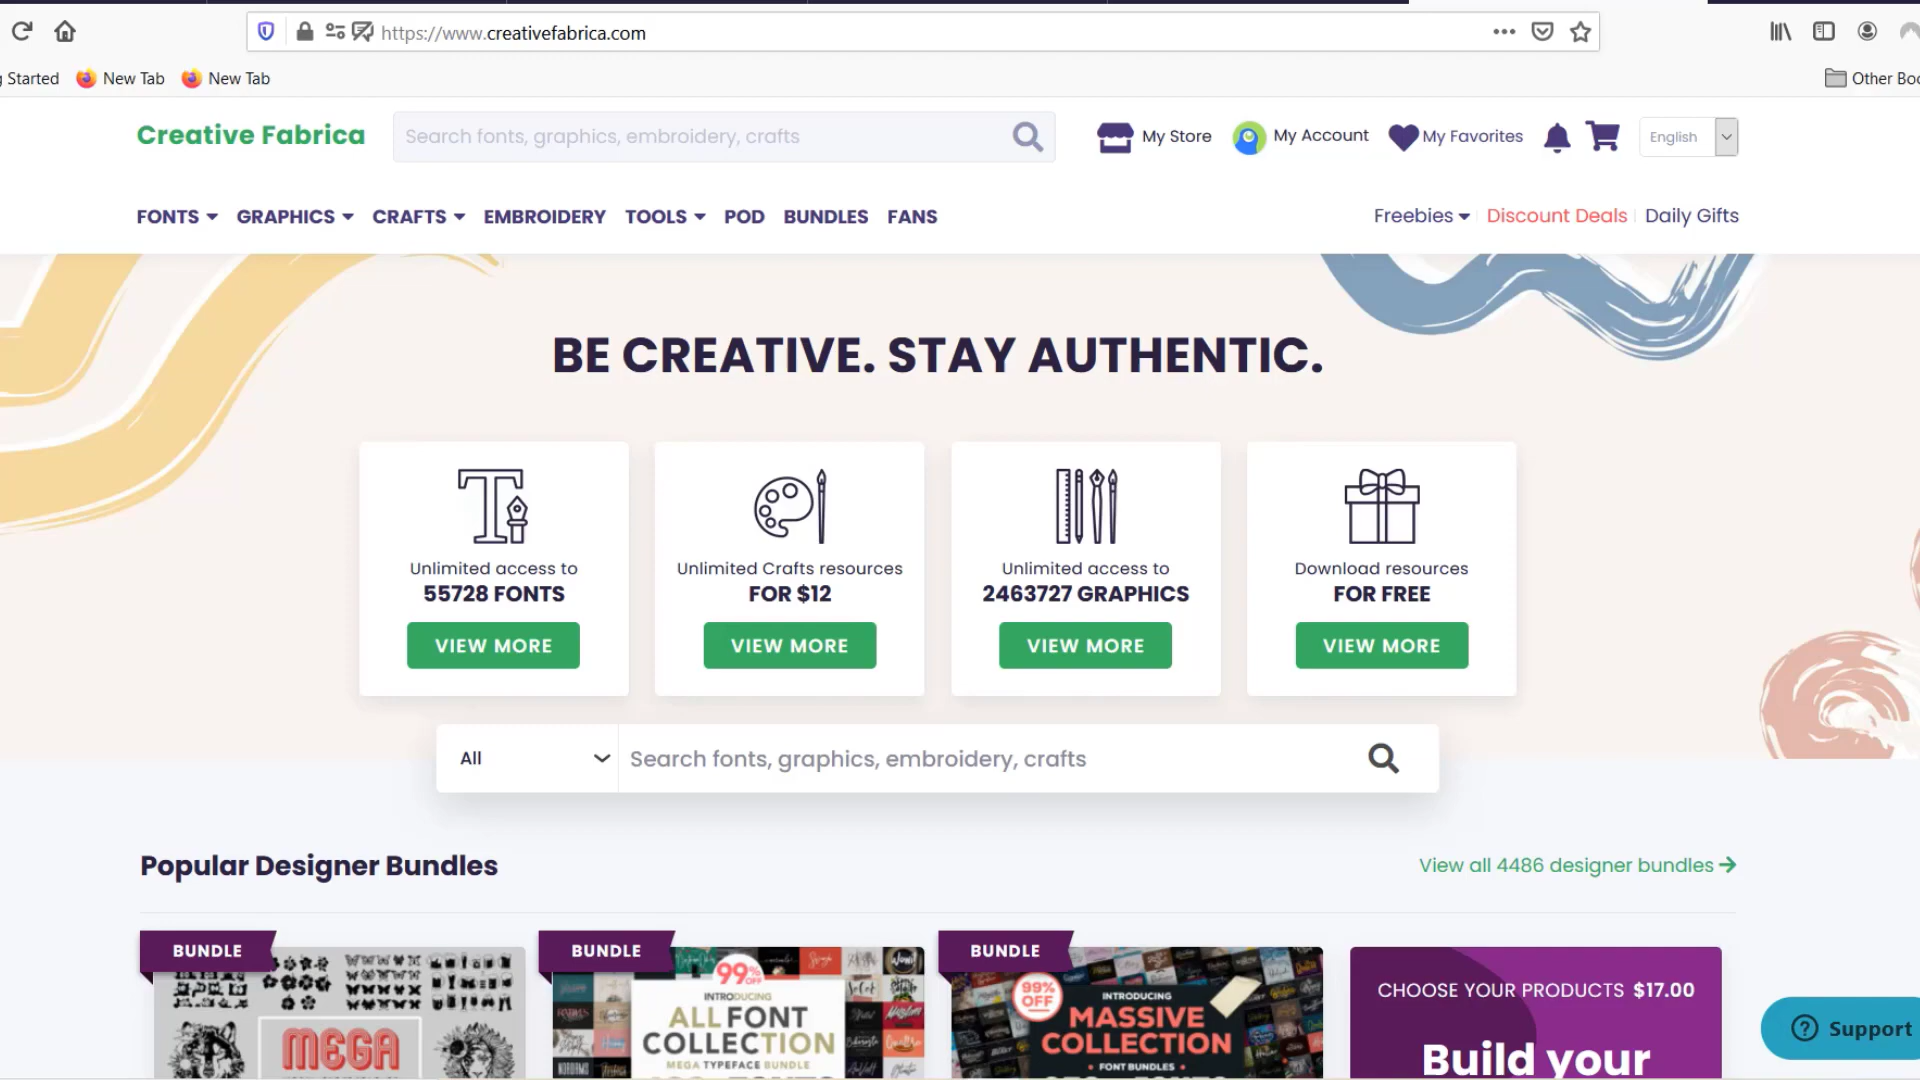 https://www.creativefabrica.com
g Started New Tab New Tab Other Boo
Creative Fabrica
Search fonts, graphics, embroidery, crafts
My Store My Account My Favorites English
FONTS GRAPHICS CRAFTS EMBROIDERY TOOLS POD BUNDLES FANS
Freebies Discount Deals Daily Gifts
BE CREATIVE. STAY AUTHENTIC.
Unlimited access to
55728 FONTS
VIEW MORE
Unlimited Crafts resources
FOR $12
VIEW MORE
Unlimited access to
2463727 GRAPHICS
VIEW MORE
Download resources
FOR FREE
VIEW MORE
All Search fonts, graphics, embroidery, crafts
Popular Designer Bundles
View all 4486 designer bundles
BUNDLE
MEGA
BUNDLE
99%
OFF
INTRODUCING
ALL FONT
COLLECTION
MEGA TYPEFACE BUNDLE
BUNDLE
99%
OFF
INTRODUCING
MASSIVE
COLLECTION
• FONT BUNDLES •
CHOOSE YOUR PRODUCTS $17.00
Build your
Support